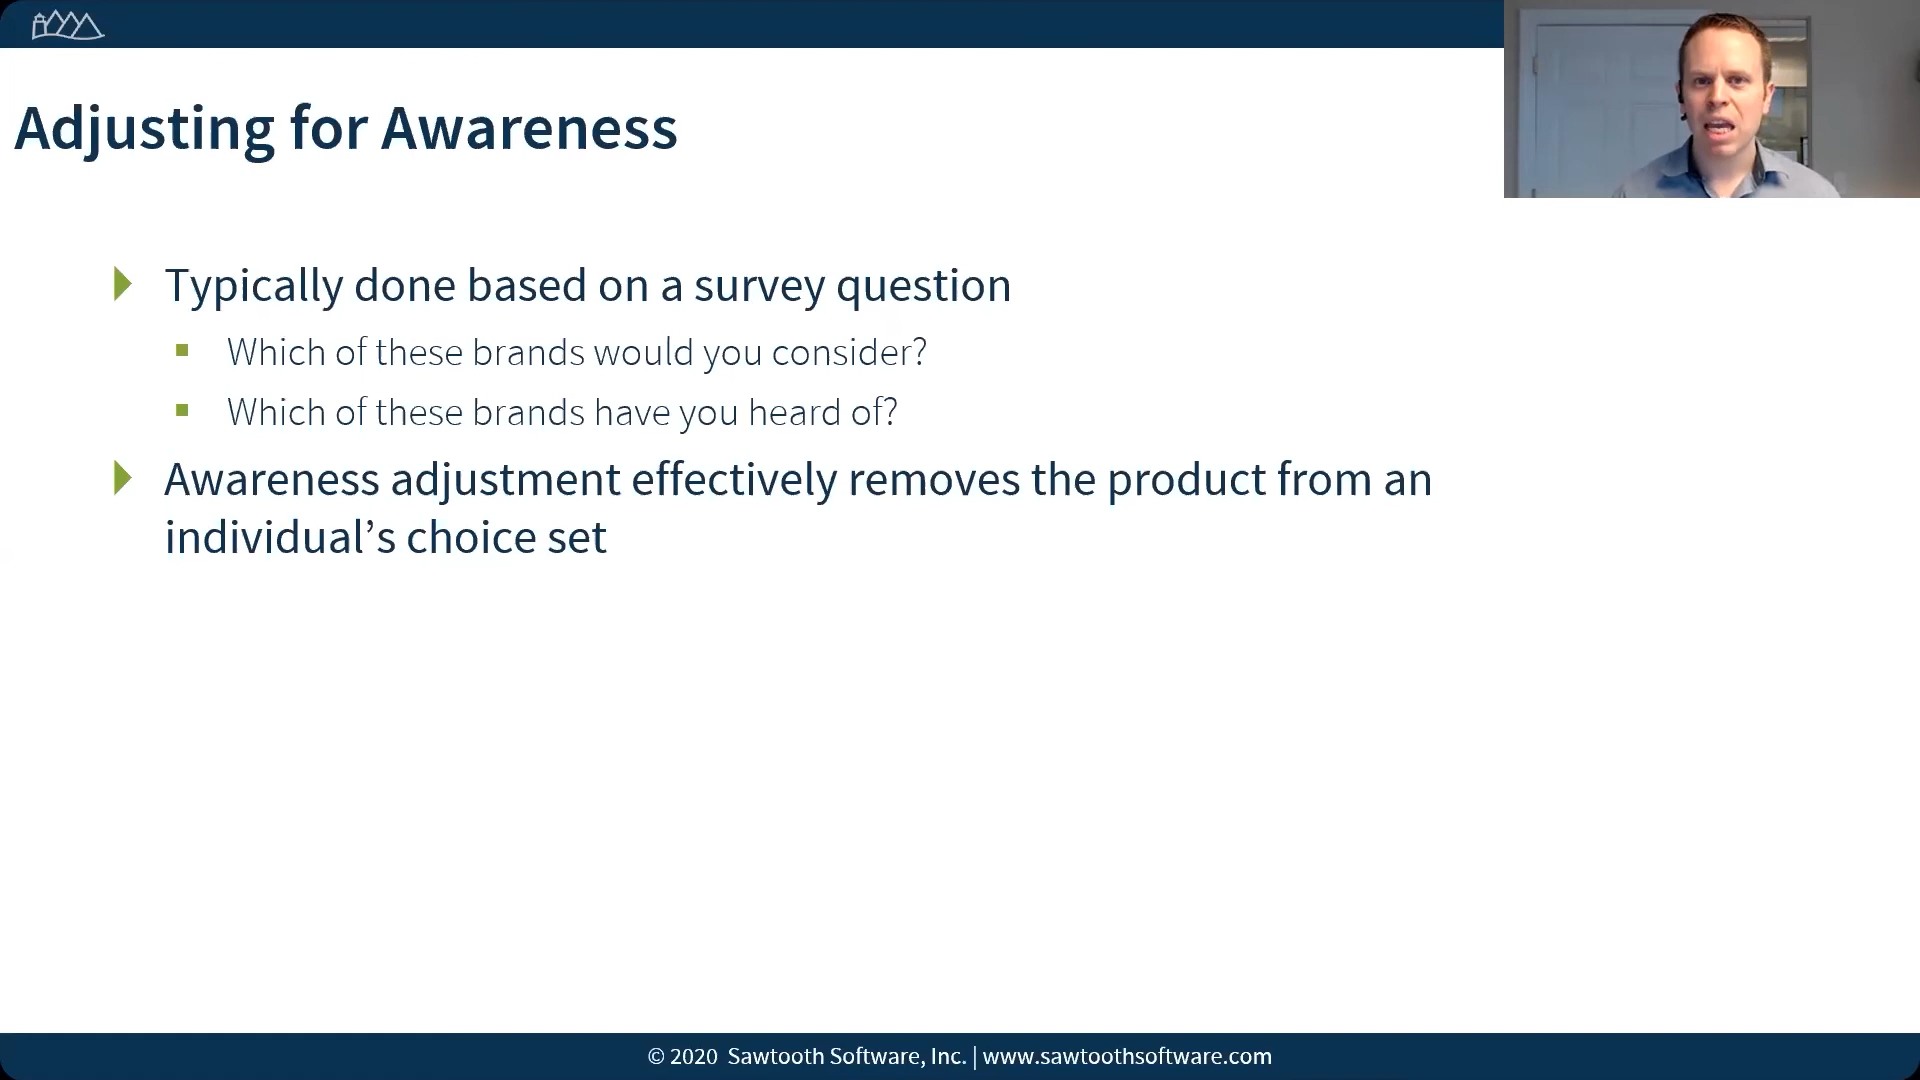 Adjusting for Awareness
Typically done based on a survey question
Which of these brands would you consider?
Which of these brands have you heard of?
Awareness adjustment effectively removes the product from an
individual’s choice set
© 2020 Sawtooth Software, Inc. | www.sawtoothsoftware.com